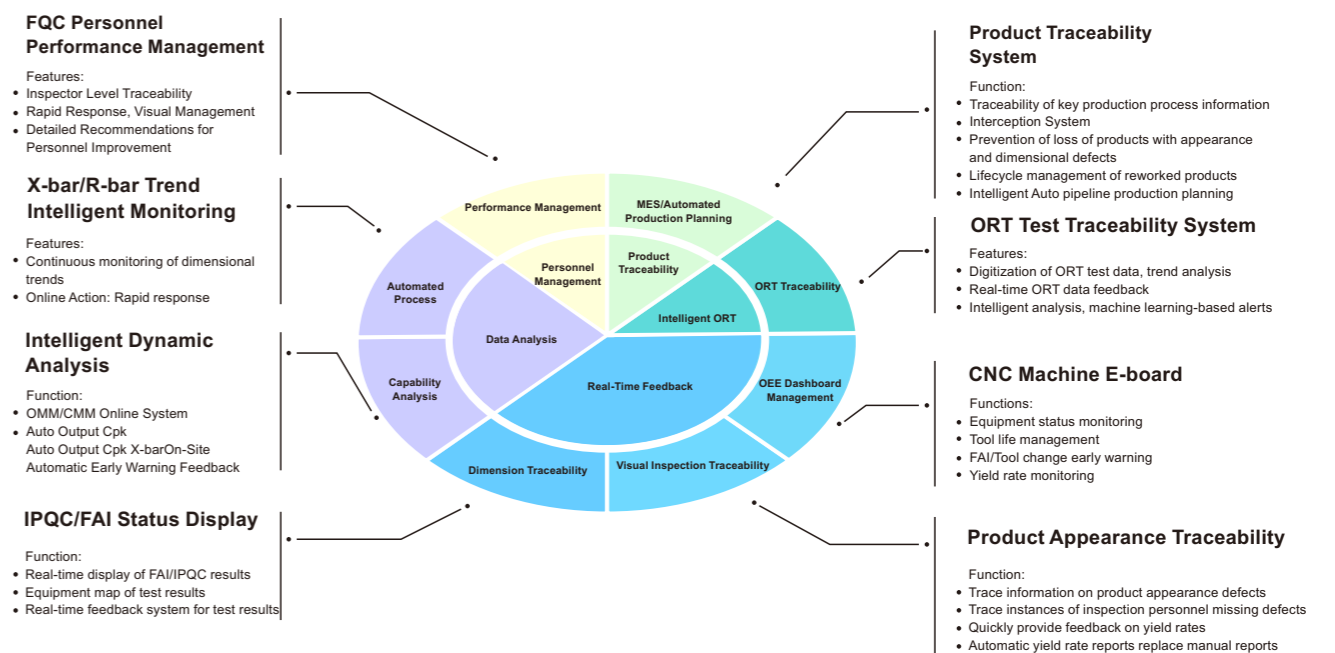 FQC Personnel
Performance Management
Features:
• Inspector Level Traceability
• Rapid Response, Visual Management
• Detailed Recommendations for
Personnel Improvement
X-bar/R-bar Trend
Intelligent Monitoring
Features:
• Continuous monitoring of dimensional
trends
• Online Action: Rapid response
Intelligent Dynamic
Analysis
Function:
• OMM/CMM Online System
• Auto Output Cpk
Auto Output Cpk X-barOn-Site
Automatic Early Warning Feedback
IPQC/FAI Status Display
Function:
• Real-time display of FAI/IPQC results
• Equipment map of test results
• Real-time feedback system for test results
Performance Management
MES/Automated
Production Planning
Automated
Process
Personnel
Management
Product
Traceability
ORT Traceability
Intelligent ORT
Data Analysis
Capability
Analysis
Real-Time Feedback
OEE Dashboard
Management
Dimension Traceability
Visual Inspection Traceability
Product Traceability
System
Function:
• Traceability of key production process information
• Interception System
• Prevention of loss of products with appearance
and dimensional defects
• Lifecycle management of reworked products
• Intelligent Auto pipeline production planning
ORT Test Traceability System
Features:
• Digitization of ORT test data, trend analysis
• Real-time ORT data feedback
• Intelligent analysis, machine learning-based alerts
CNC Machine E-board
Functions:
• Equipment status monitoring
• Tool life management
• FAI/Tool change early warning
• Yield rate monitoring
Product Appearance Traceability
Function:
• Trace information on product appearance defects
• Trace instances of inspection personnel missing defects
• Quickly provide feedback on yield rates
• Automatic yield rate reports replace manual reports